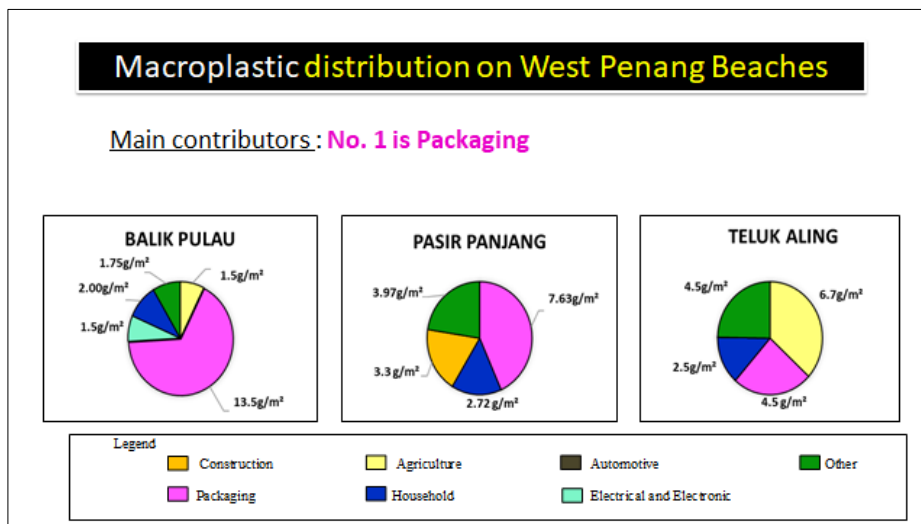 Macroplastic distribution on West Penang Beaches
Main contributors : No. 1 is Packaging
BALIK PULAU
1.75g/m²
1.5g/m²
2.00g/m²
1.5g/m²
13.5g/m²
PASIR PANJANG
3.97g/m²
7.63g/m²
3.3 g/m²
2.72 g/m²
TELUK ALING
4.5g/m²
6.7g/m²
2.5g/m²
4.5 g/m²
Legend
Construction
Agriculture
Automotive
Other
Packaging
Household
Electrical and Electronic